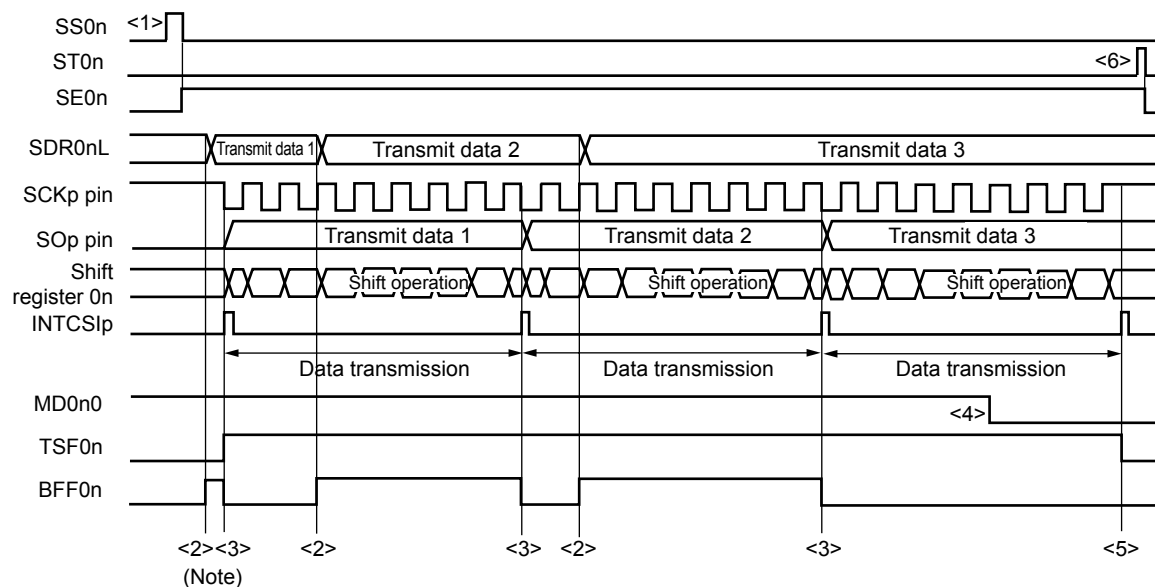 SS0n <1>
ST0n <6>
SE0n
SDR0nL Transmit data 1 Transmit data 2 Transmit data 3
SCKp pin
SOp pin Transmit data 1 Transmit data 2 Transmit data 3
Shift
register 0n Shift operation Shift operation Shift operation
INTCSIp
Data transmission Data transmission Data transmission
MD0n0 <4>
TSF0n
BFF0n
<2> <3> <2> <3> <2> <3> <5>
(Note)